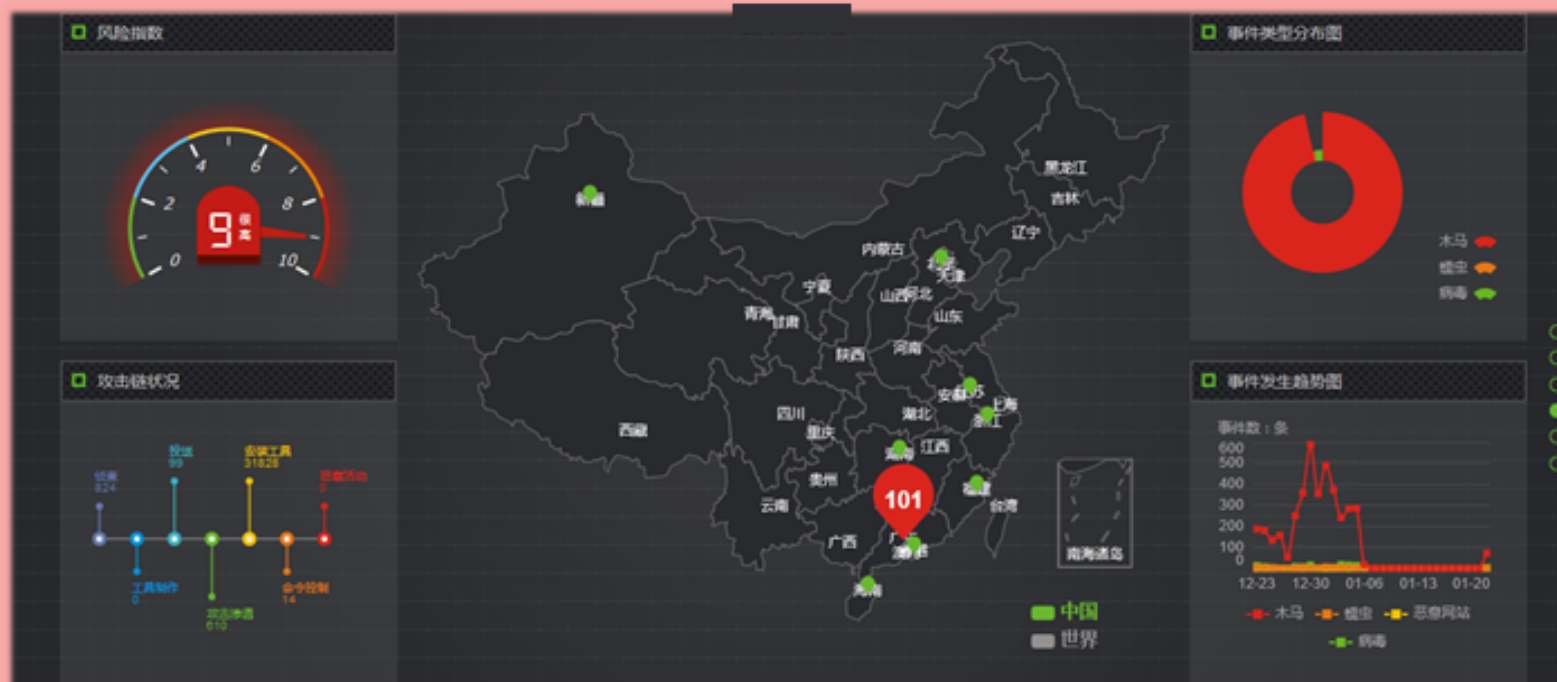 风险指数
4
6
2
8
0
10
9
很高
攻击链状况
侦察
824
投送
99
安装工具
31828
恶意活动
0
工具制作
0
攻击渗透
610
命令控制
14
新疆
黑龙江
吉林
辽宁
内蒙古
天津
宁夏
山西
河北
青海
甘肃
山东
陕西
河南
安徽
上海
浙江
四川
重庆
湖北
西藏
湖南
江西
贵州
福建
云南
台湾
101
广西
海南
南海诸岛
中国
世界
事件类型分布图
木马
蠕虫
病毒
事件发生趋势图
事件数：条
600
500
400
300
200
100
0
12-23 12-30 01-06 01-13 01-20
木马 蠕虫 恶意网站
病毒